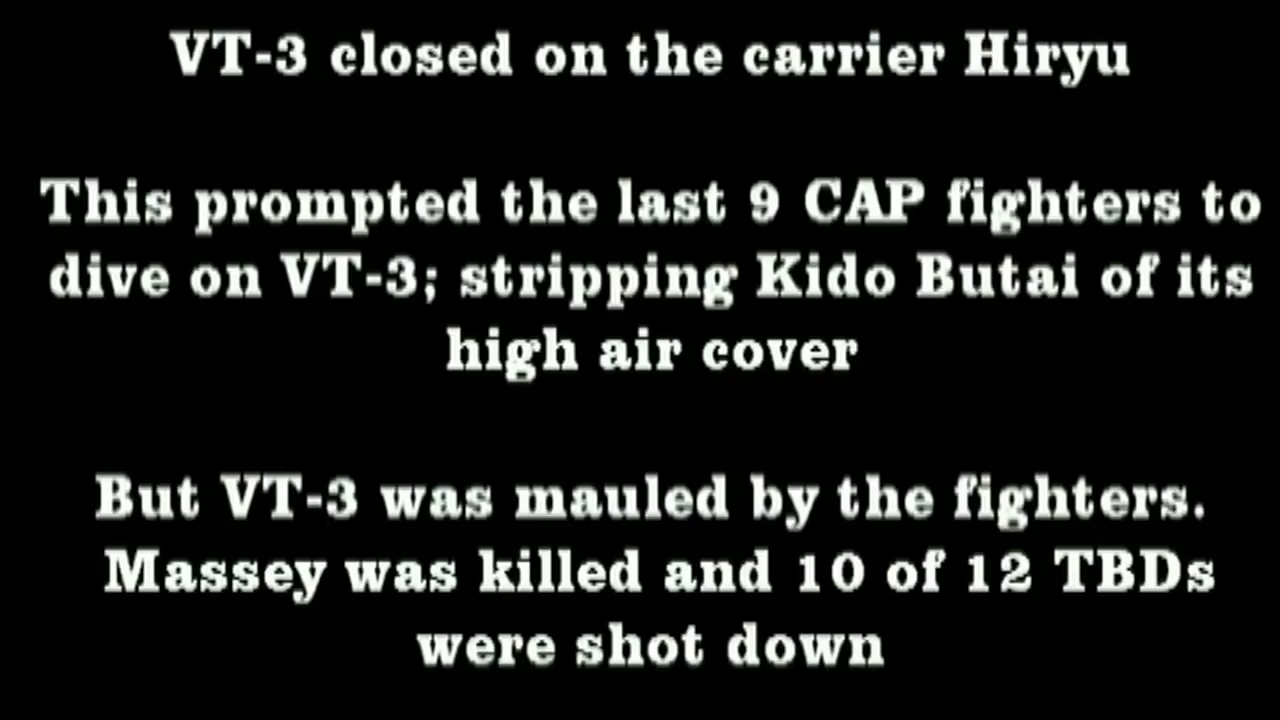 VT-3 closed on the carrier Hiryu
This prompted the last 9 CAP fighters to
dive on VT-3; stripping Kido Butai of its
high air cover
But VT-3 was mauled by the fighters.
Massey was killed and 10 of 12 TBDs
were shot down